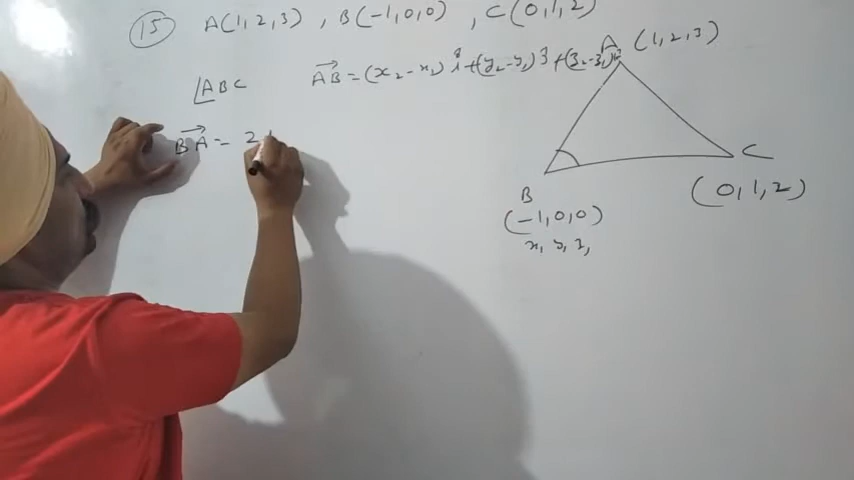 (15) A(1,2,3) , B(-1,0,0) , C(0,1,2)
∠ABC
AB→ = (x₂-x₁) î + (y₂-y₁) ĵ + (z₂-z₁)
BA→ = 2
A (1,2,3)
C
(0,1,2)
B
(-1,0,0)
x₁ y₁ z₁